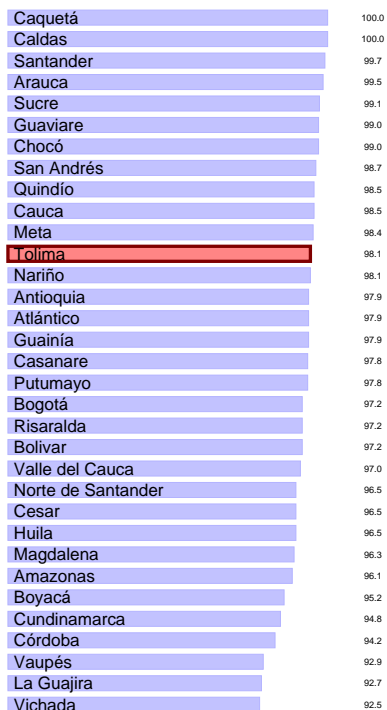 Caquetá 100.0
Caldas 100.0
Santander 99.7
Arauca 99.5
Sucre 99.1
Guaviare 99.0
Chocó 99.0
San Andrés 98.7
Quindío 98.5
Cauca 98.5
Meta 98.4
Tolima 98.1
Nariño 98.1
Antioquia 97.9
Atlántico 97.9
Guainía 97.9
Casanare 97.8
Putumayo 97.8
Bogotá 97.2
Risaralda 97.2
Bolivar 97.2
Valle del Cauca 97.0
Norte de Santander 96.5
Cesar 96.5
Huila 96.5
Magdalena 96.3
Amazonas 96.1
Boyacá 95.2
Cundinamarca 94.8
Córdoba 94.2
Vaupés 92.9
La Guajira 92.7
Vichada 92.5